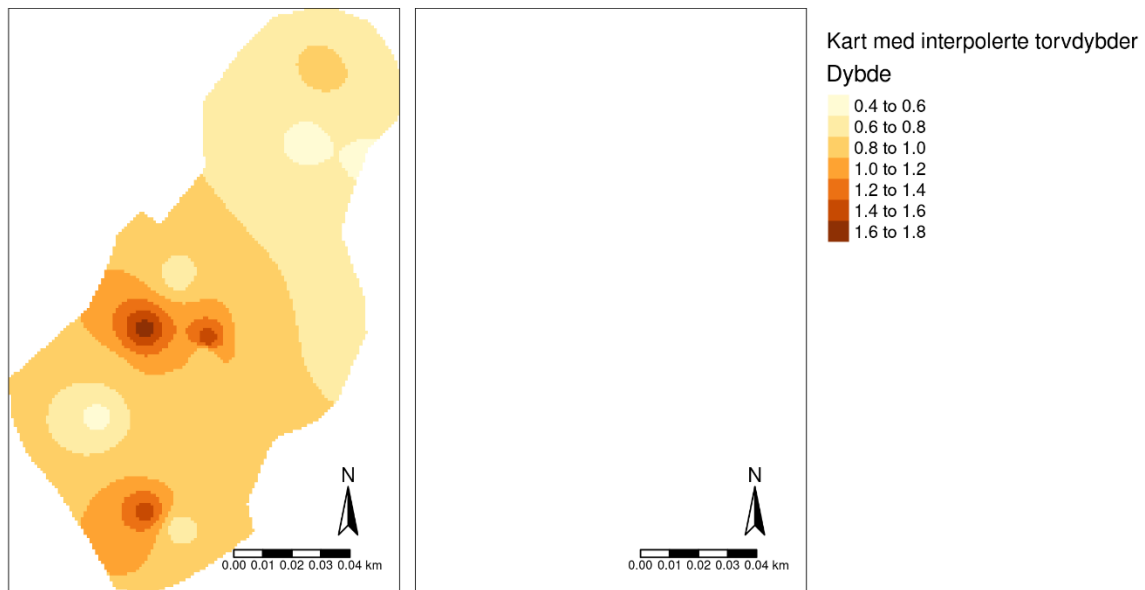 N
0.00 0.01 0.02 0.03 0.04 km
N
0.00 0.01 0.02 0.03 0.04 km
Kart med interpolerte torvdybder
Dybde
0.4 to 0.6
0.6 to 0.8
0.8 to 1.0
1.0 to 1.2
1.2 to 1.4
1.4 to 1.6
1.6 to 1.8